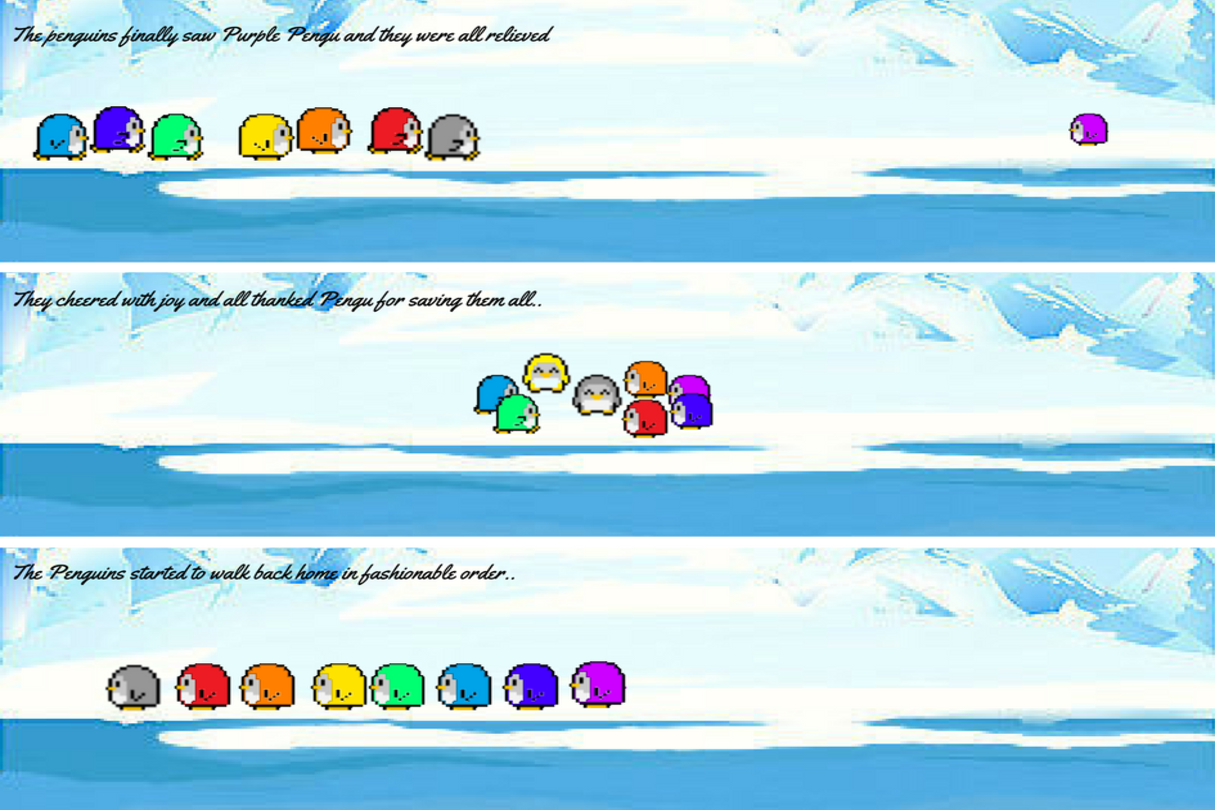 The penguins finally saw Purple Pengu and they were all relieved
They cheered with joy and all thanked Pengu for saving them all..
The Penguins started to walk back home in fashionable order..